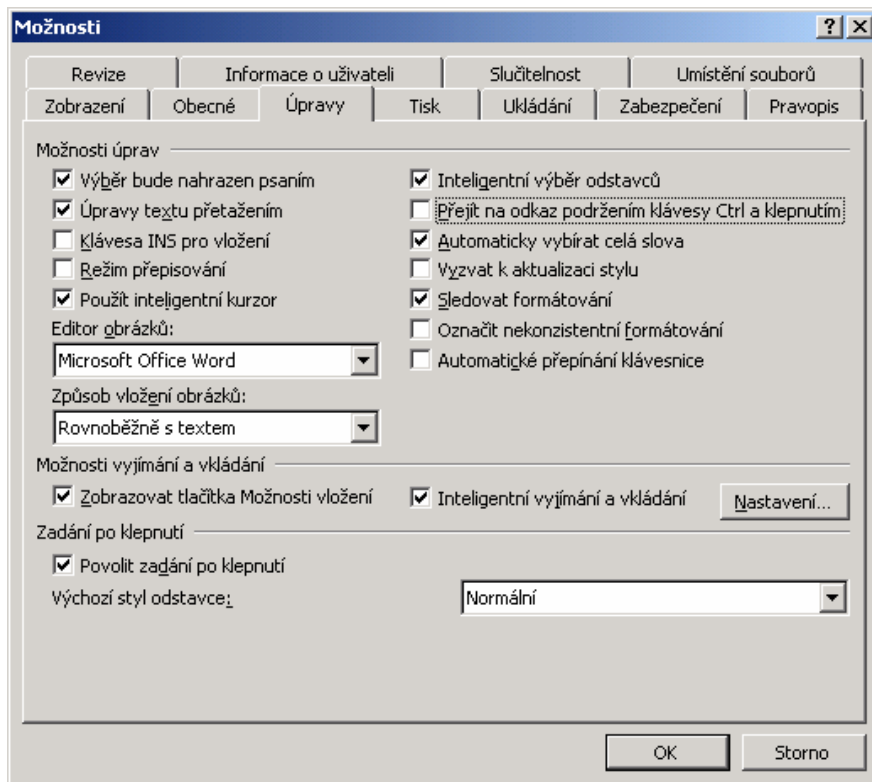 Možnosti
Revize
Informace o uživateli
Slučitelnost
Umístění souborů
Zobrazení
Obecné
Úpravy
Tisk
Ukládání
Zabezpečení
Pravopis
Možnosti úprav
Výběr bude nahrazen psaním
Úpravy textu přetažením
Klávesa INS pro vložení
Režim přepisování
Použít inteligentní kurzor
Editor obrázků:
Microsoft Office Word
Způsob vložení obrázků:
Rovnoběžně s textem
Inteligentní výběr odstavců
Přejít na odkaz podržením klávesy Ctrl a klepnutím
Automaticky vybírat celá slova
Vyzvat k aktualizaci stylu
Sledovat formátování
Označit nekonzistentní formátování
Automatické přepínání klávesnice
Možnosti vyjímání a vkládání
Zobrazovat tlačítka Možnosti vložení
Inteligentní vyjímání a vkládání
Nastavení...
Zadání po klepnutí
Povolit zadání po klepnutí
Výchozí styl odstavce:
Normální
OK
Storno